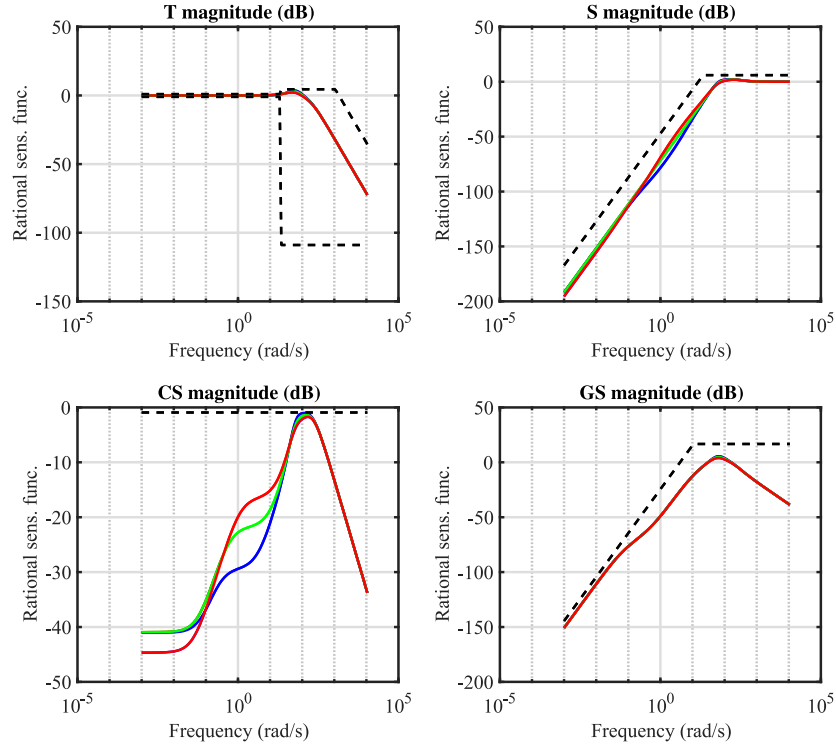 T magnitude (dB)
Rational sens. func.
50
0
-50
-100
-150
10^-5
10^0
10^5
Frequency (rad/s)
S magnitude (dB)
Rational sens. func.
50
0
-50
-100
-150
-200
10^-5
10^0
10^5
Frequency (rad/s)
CS magnitude (dB)
Rational sens. func.
0
-10
-20
-30
-40
-50
10^-5
10^0
10^5
Frequency (rad/s)
GS magnitude (dB)
Rational sens. func.
50
0
-50
-100
-150
-200
10^-5
10^0
10^5
Frequency (rad/s)